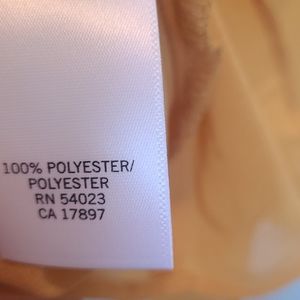 100% POLYESTER/
POLYESTER
RN 54023
CA 17897